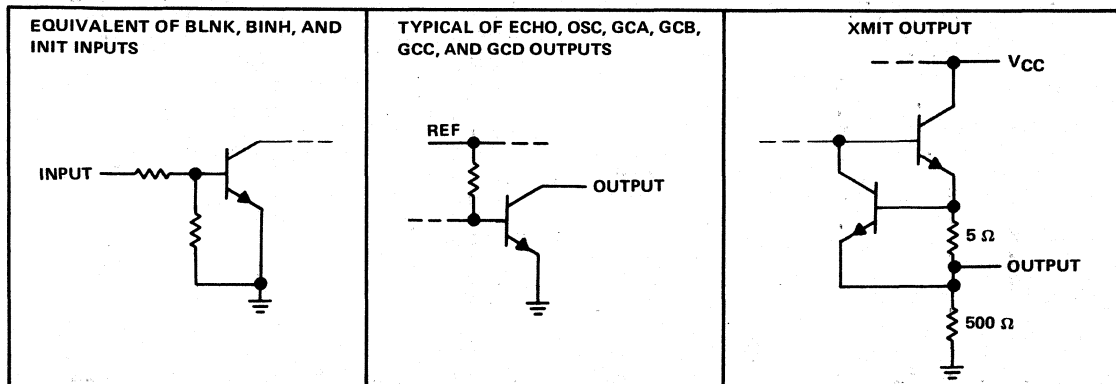 EQUIVALENT OF BLNK, BINH, AND
INIT INPUTS
INPUT
TYPICAL OF ECHO, OSC, GCA, GCB,
GCC, AND GCD OUTPUTS
REF
OUTPUT
XMIT OUTPUT
VCC
5 Ω
OUTPUT
500 Ω